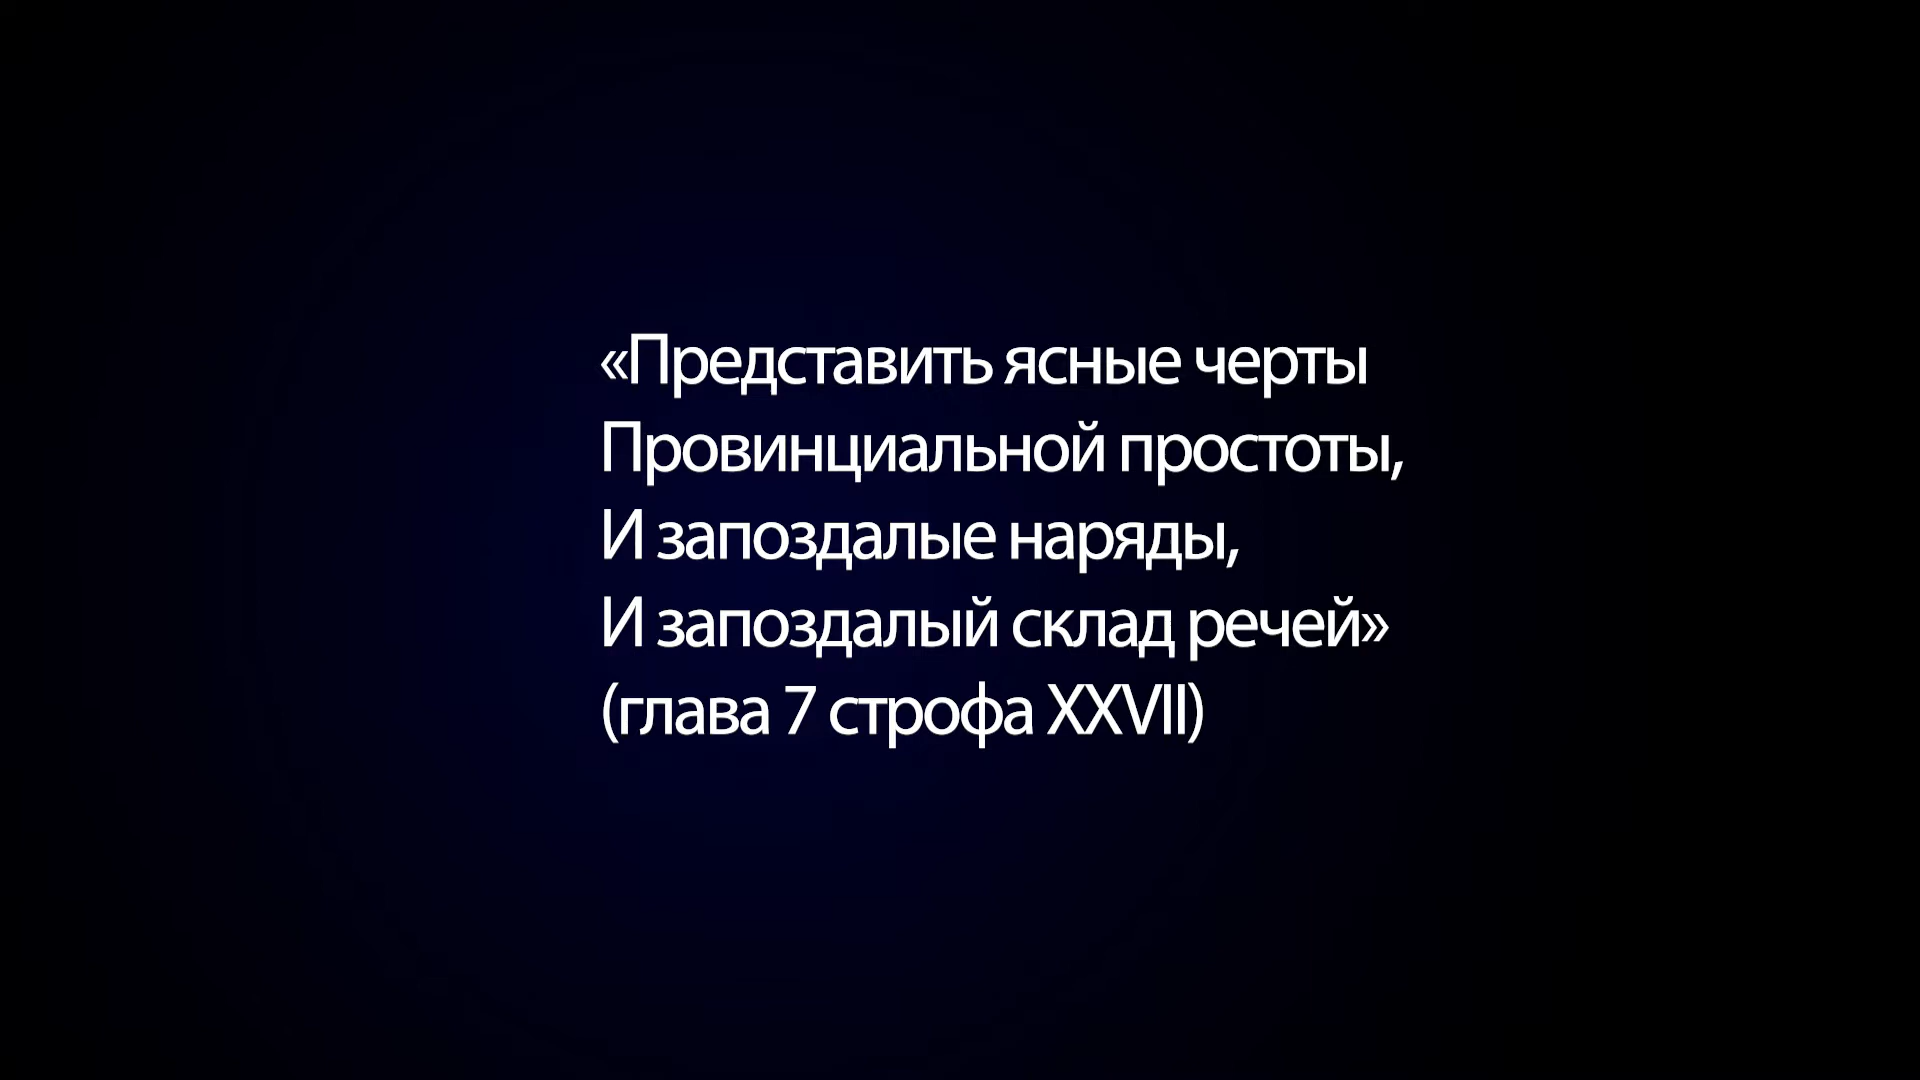 «Представить ясные черты
Провинциальной простоты,
И запоздалые наряды,
И запоздалый склад речей»
(глава 7 строфа XXVII)